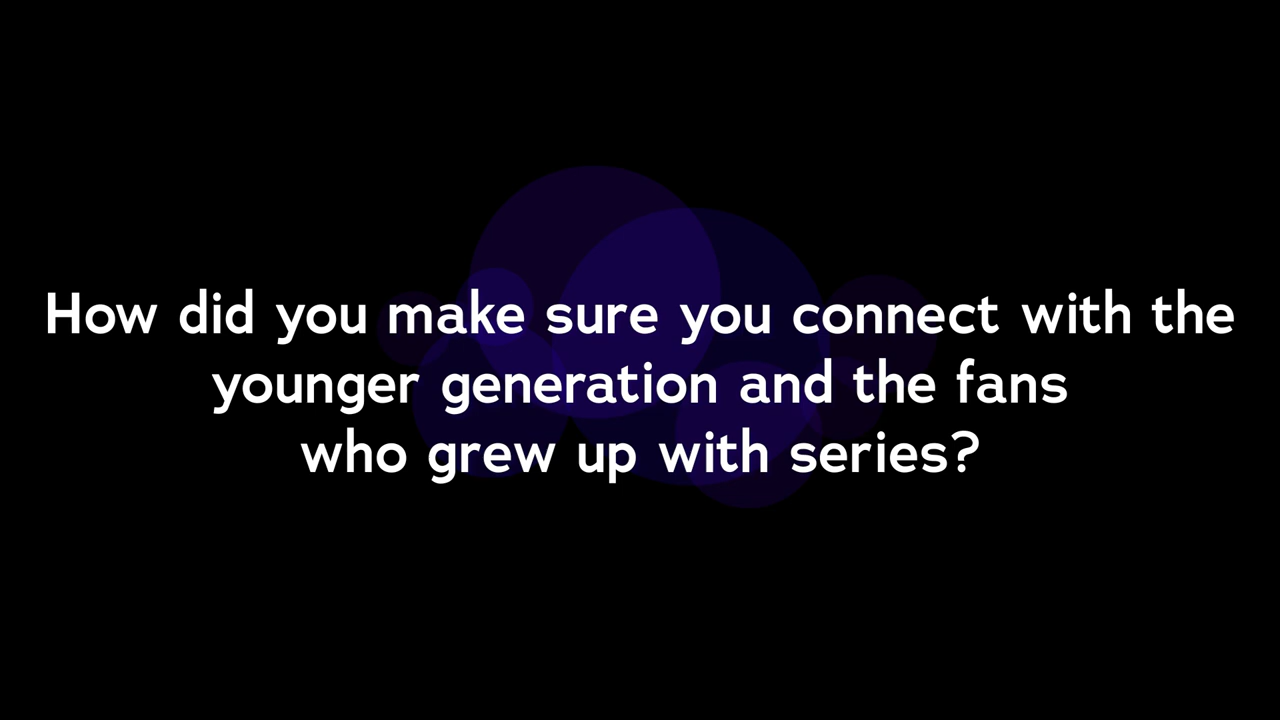 How did you make sure you connect with the
younger generation and the fans
who grew up with series?